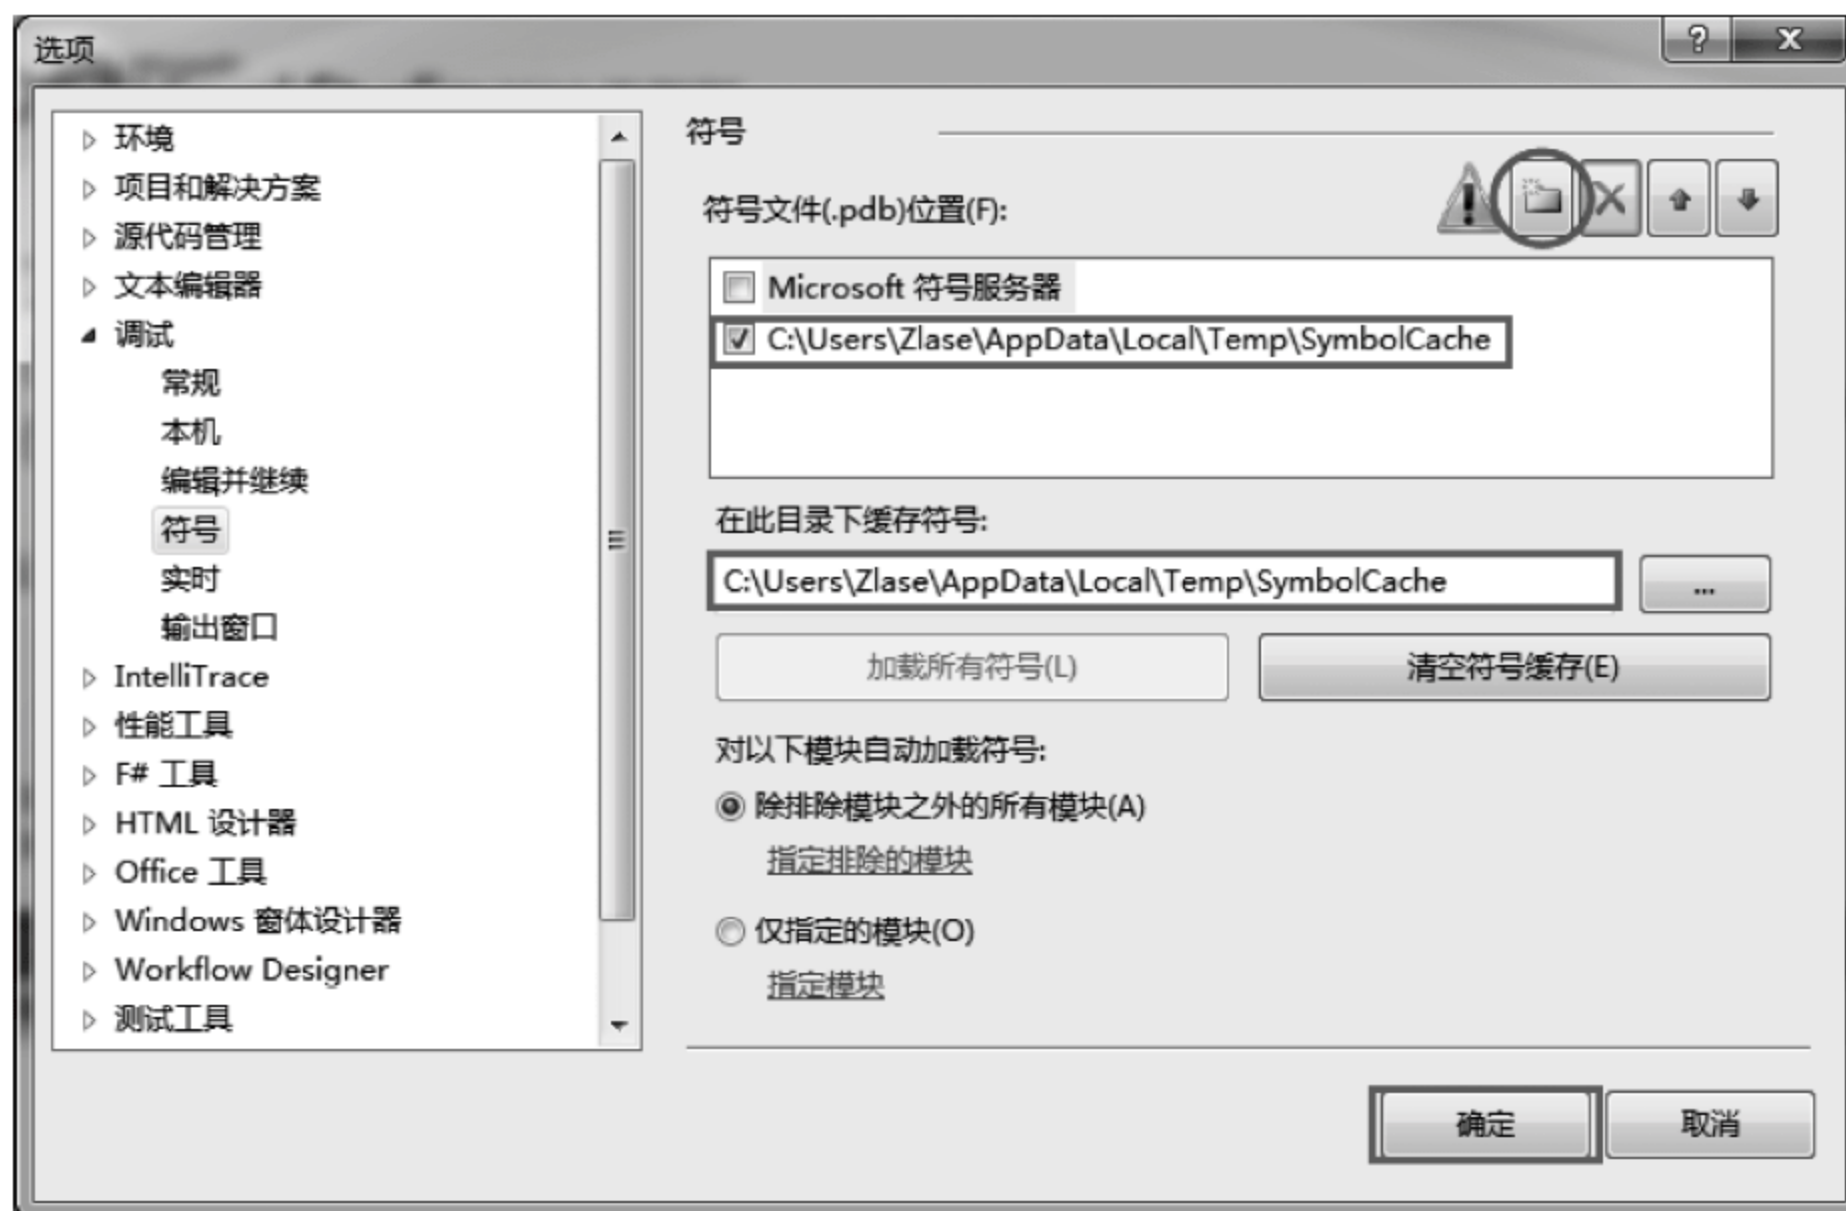 选项
?
X
环境
项目和解决方案
源代码管理
文本编辑器
调试
常规
本机
编辑并继续
符号
实时
输出窗口
IntelliTrace
性能工具
F# 工具
HTML 设计器
Office 工具
Windows 窗体设计器
Workflow Designer
测试工具
符号
符号文件(.pdb)位置(F):
Microsoft 符号服务器
C:\Users\Zlase\AppData\Local\Temp\SymbolCache
在此目录下缓存符号:
C:\Users\Zlase\AppData\Local\Temp\SymbolCache
...
加载所有符号(L)
清空符号缓存(E)
对以下模块自动加载符号:
除排除模块之外的所有模块(A)
指定排除的模块
仅指定的模块(O)
指定模块
确定
取消